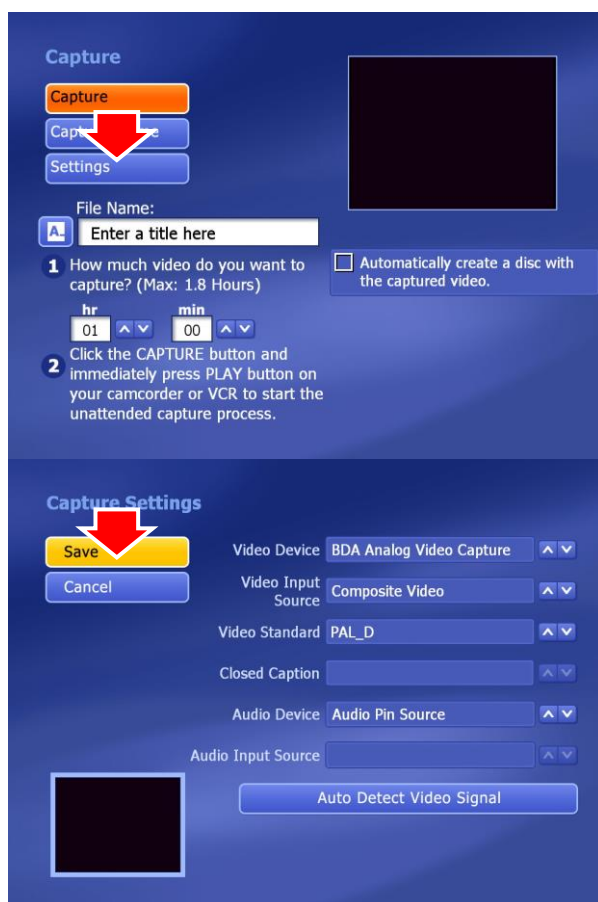 Capture
Capture
Settings
File Name:
A
Enter a title here
1 How much video do you want to
capture? (Max: 1.8 Hours)
hr min
01 00
2 Click the CAPTURE button and
immediately press PLAY button on
your camcorder or VCR to start the
unattended capture process.
Automatically create a disc with
the captured video.
Capture Settings
Save
Cancel
Video Device BDA Analog Video Capture
Video Input
Source Composite Video
Video Standard PAL_D
Closed Caption
Audio Device Audio Pin Source
Audio Input Source
Auto Detect Video Signal